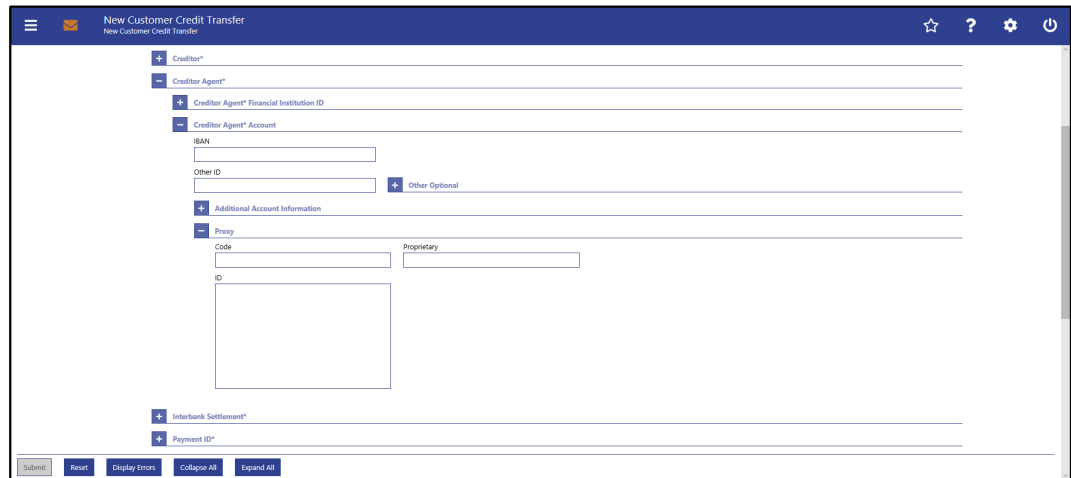 New Customer Credit Transfer
New Customer Credit Transfer
Creditor*
Creditor Agent*
Creditor Agent* Financial Institution ID
Creditor Agent* Account
IBAN
Other ID
Other Optional
Additional Account Information
Proxy
Code Proprietary
ID
Interbank Settlement*
Payment ID*
Submit Reset Display Errors Collapse All Expand All